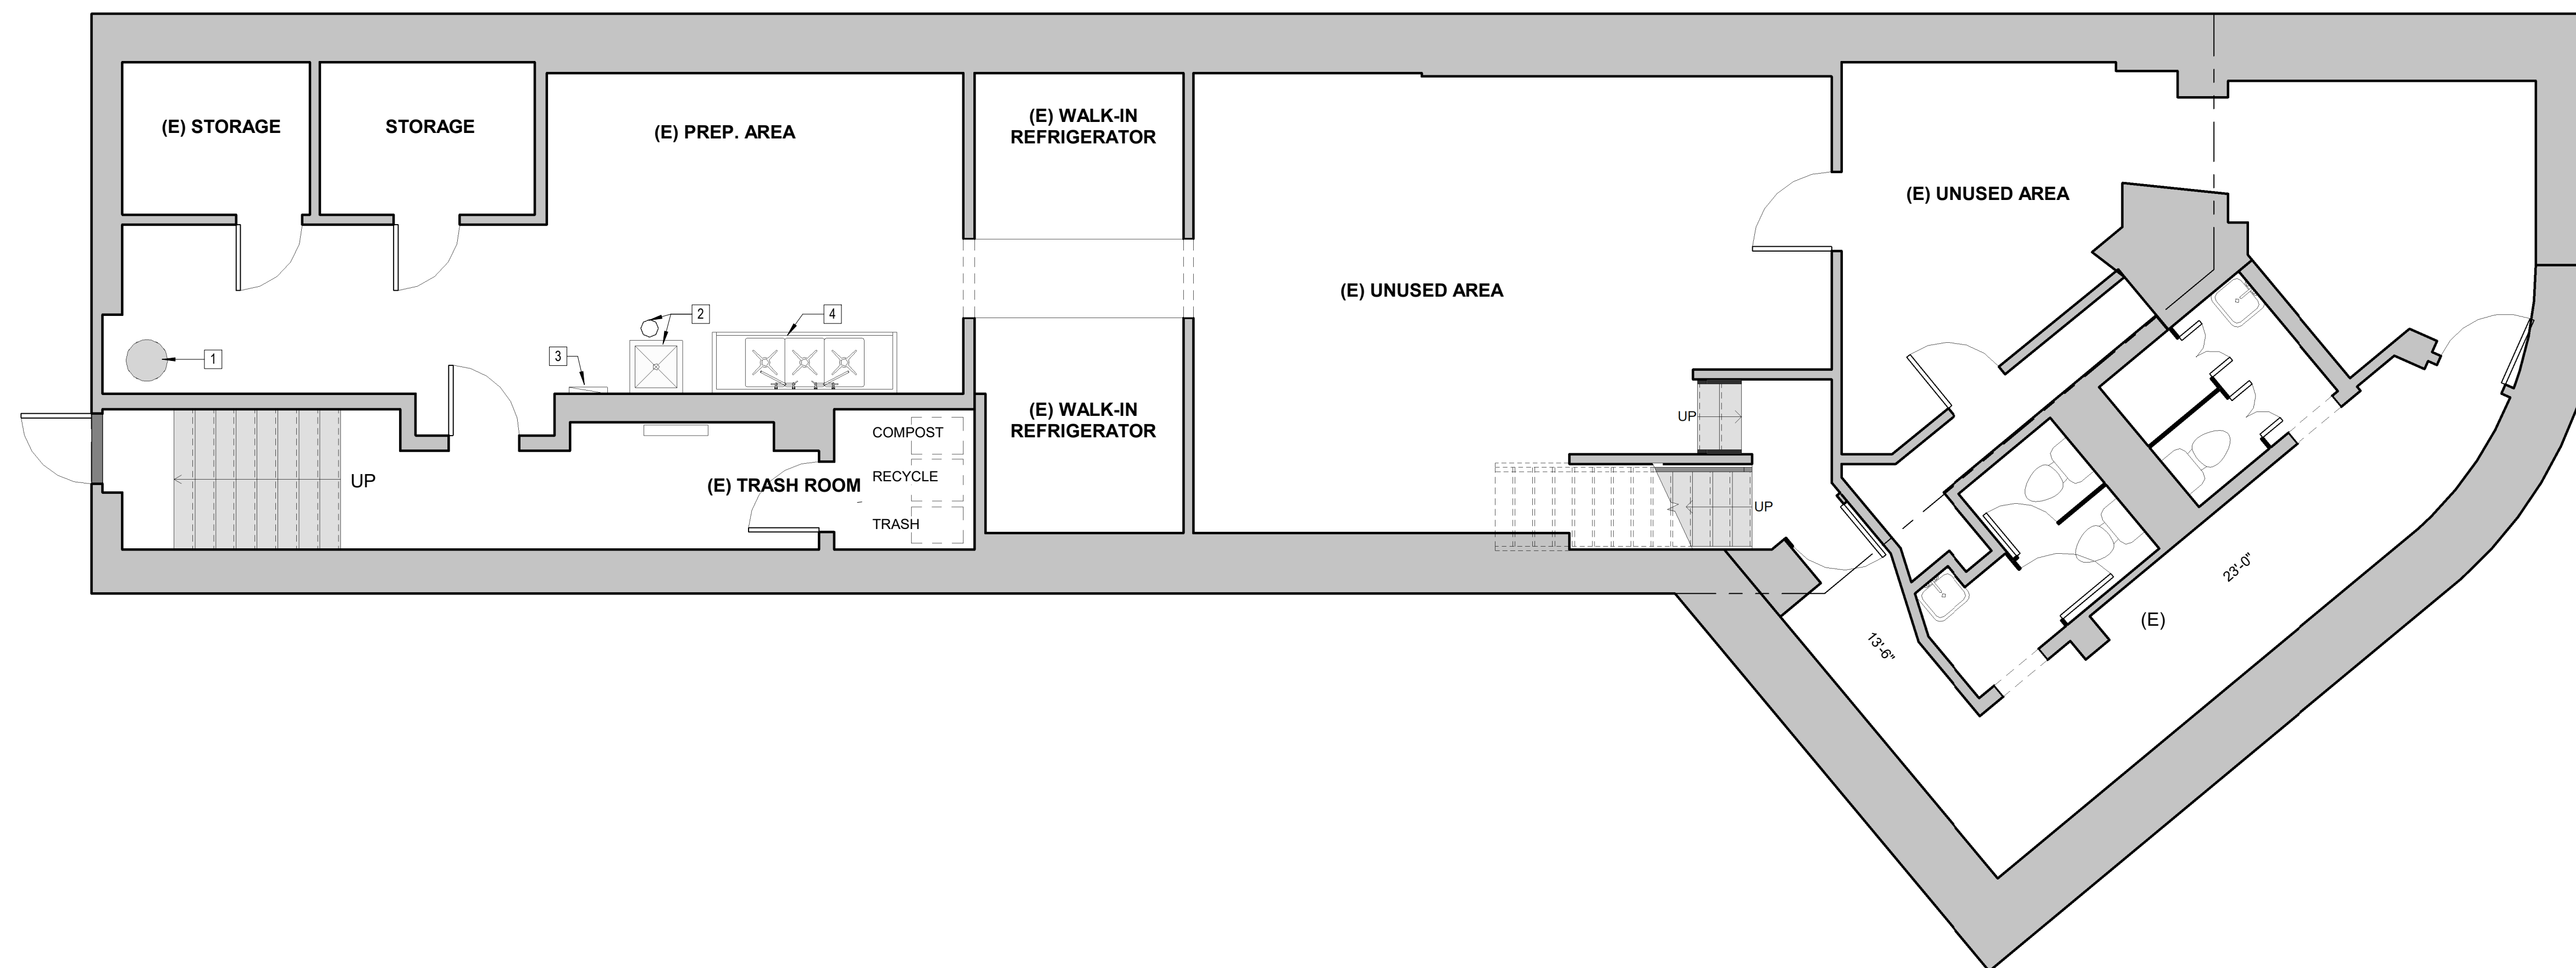 (E) STORAGE
STORAGE
(E) PREP. AREA
(E) WALK-IN
REFRIGERATOR
(E) UNUSED AREA
(E) UNUSED AREA
1
2
3
4
(E) WALK-IN
REFRIGERATOR
UP
(E) TRASH ROOM
COMPOST
RECYCLE
TRASH
UP
UP
13'-6"
23'-0"
(E)